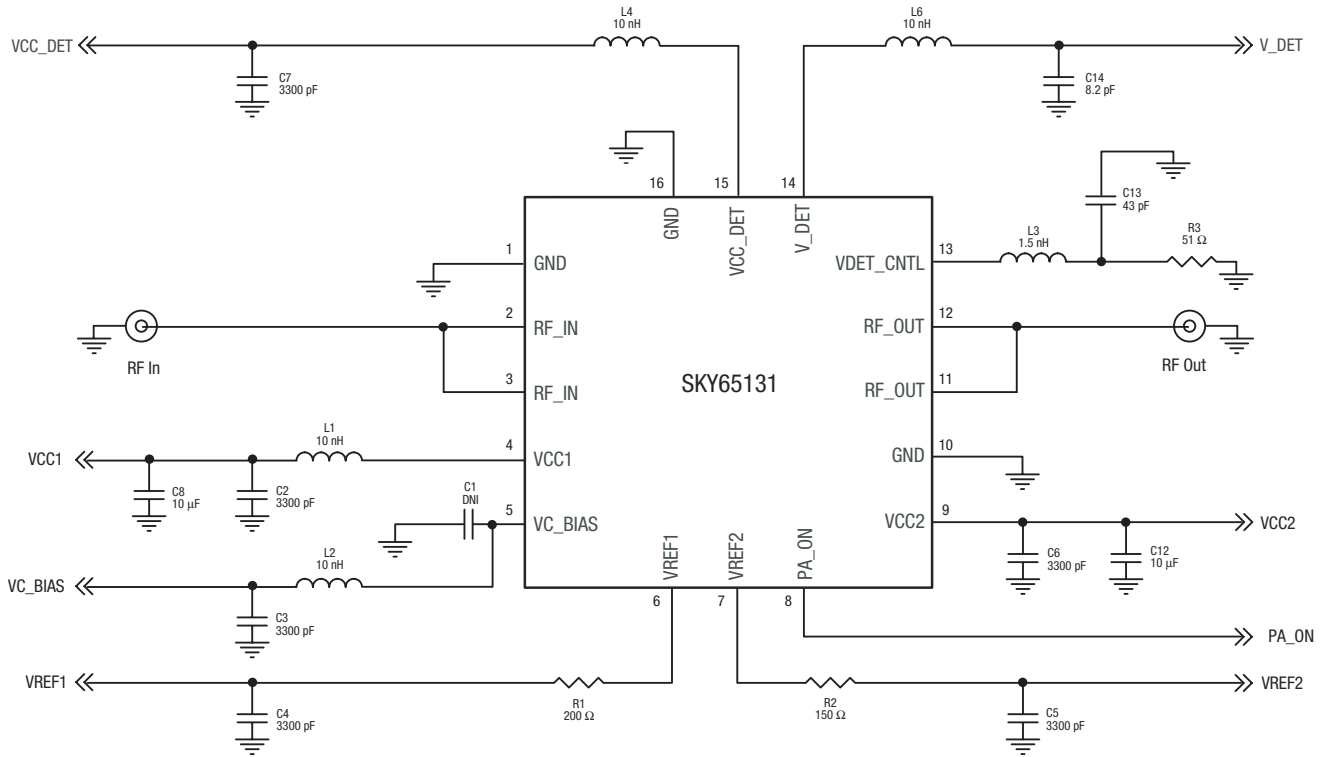 L4
10 nH
L6
10 nH
VCC_DET
V_DET
C7
3300 pF
C14
8.2 pF
16
15
14
GND
VCC_DET
V_DET
C13
43 pF
L3
1.5 nH
R3
51 Ω
1
GND
13
VDET_CNTL
2
RF_IN
12
RF_OUT
RF In
RF Out
3
RF_IN
SKY65131
11
RF_OUT
L1
10 nH
VCC1
4
VCC1
10
GND
C8
10 µF
C2
3300 pF
C1
DNI
5
VC_BIAS
9
VCC2
VCC2
L2
10 nH
VC_BIAS
VREF1
VREF2
PA_ON
C6
3300 pF
C12
10 µF
6
7
8
C3
3300 pF
PA_ON
VREF1
R1
200 Ω
R2
150 Ω
VREF2
C4
3300 pF
C5
3300 pF